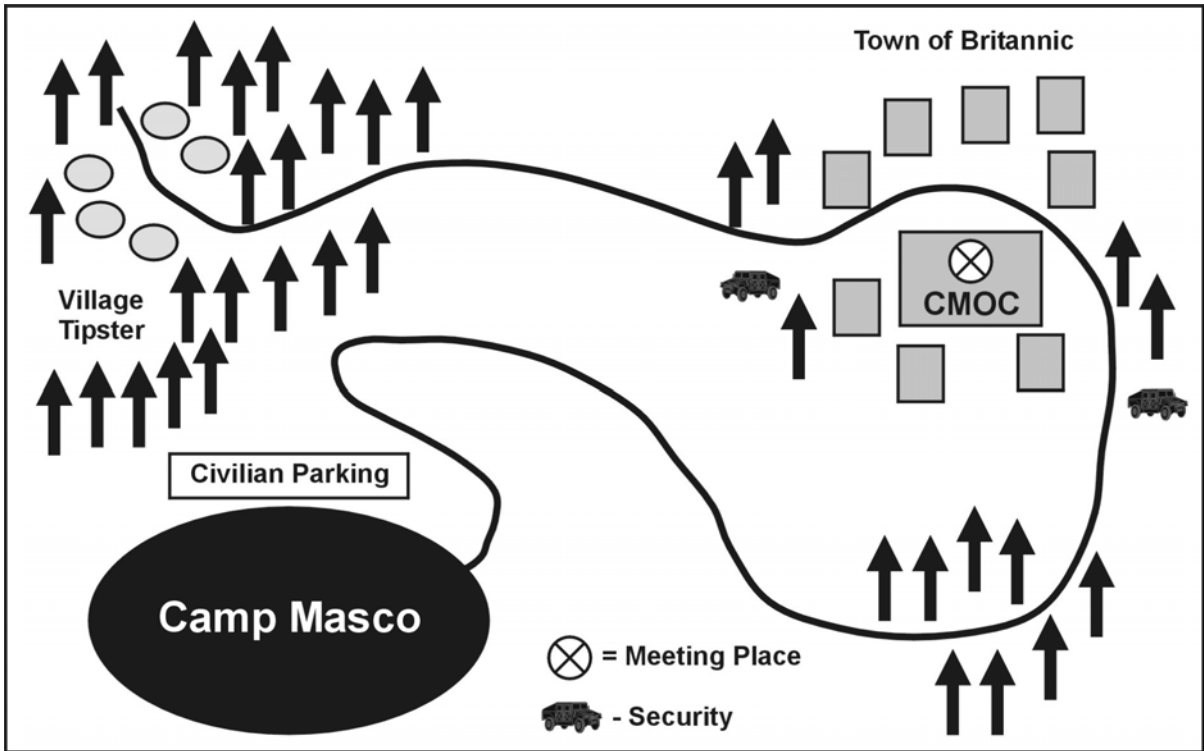 Town of Britannic
CMOC
Village
Tipster
Civilian Parking
Camp Masco
= Meeting Place
- Security